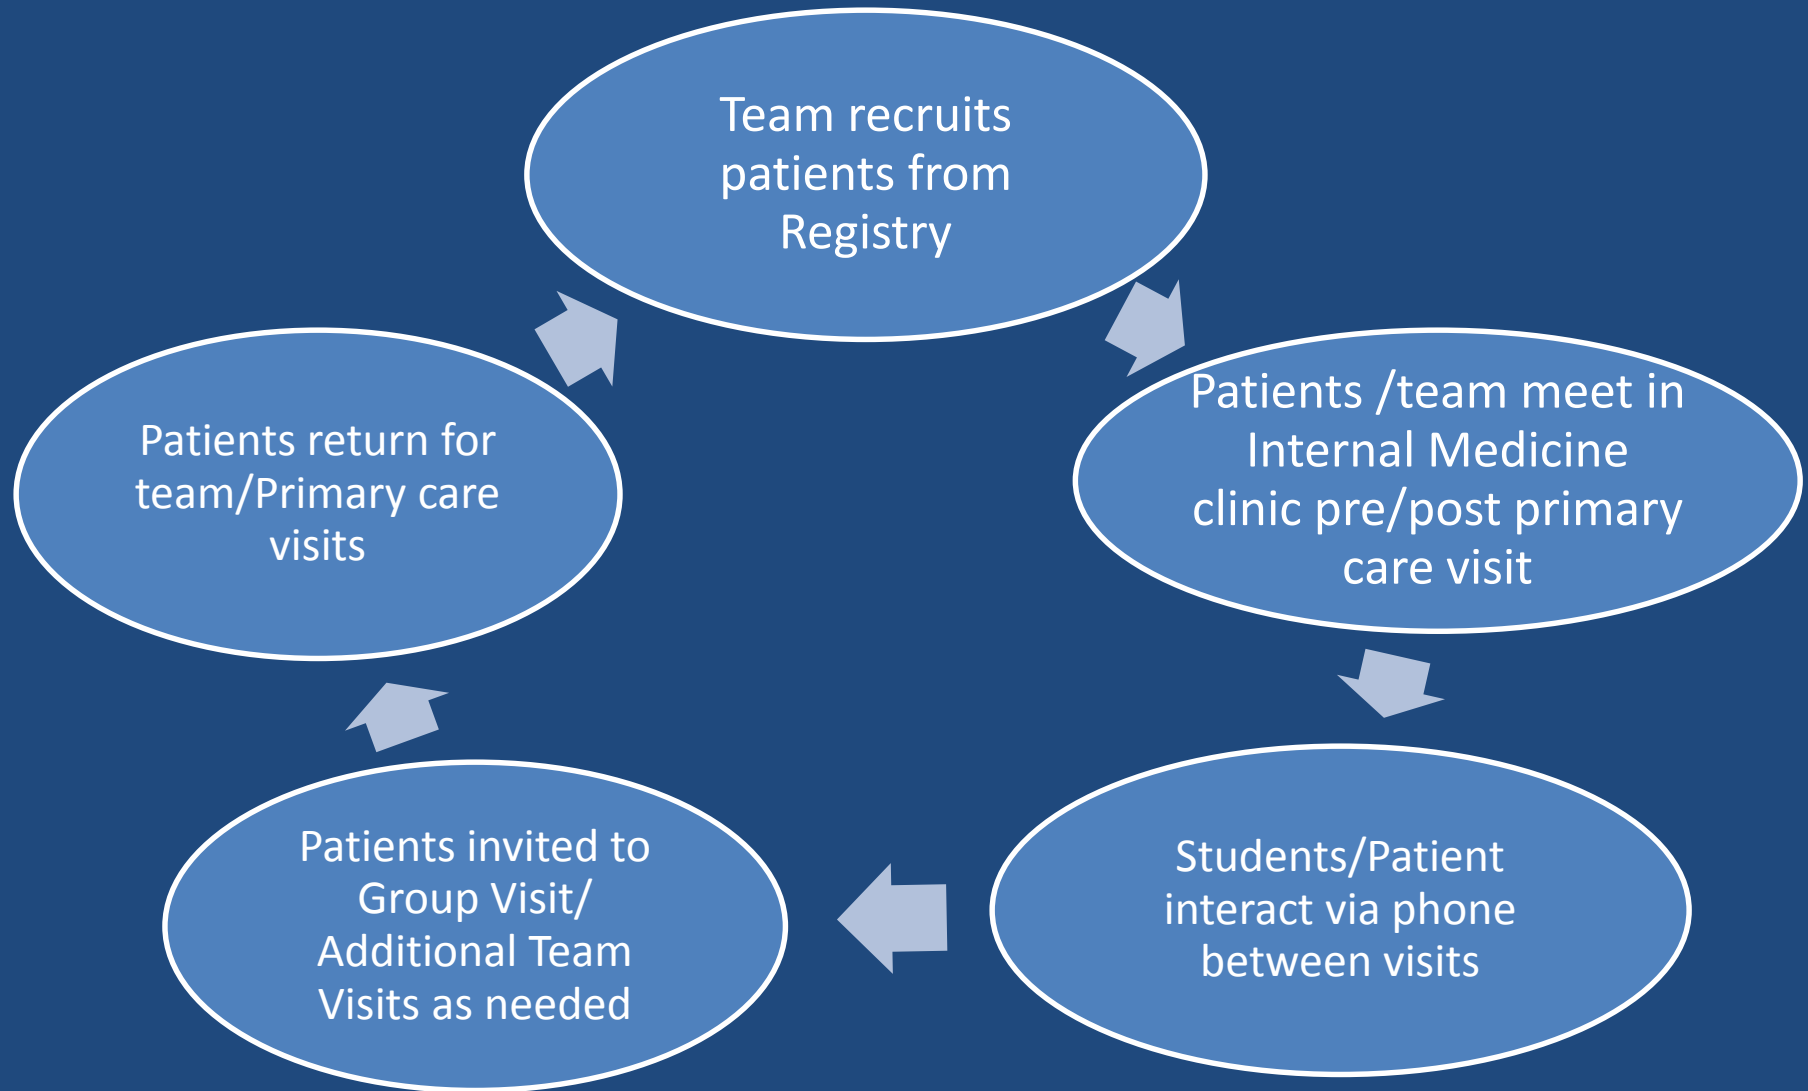 Team recruits
patients from
Registry
Patients /team meet in
Internal Medicine
clinic pre/post primary
care visit
Students/Patient
interact via phone
between visits
Patients invited to
Group Visit/
Additional Team
Visits as needed
Patients return for
team/Primary care
visits